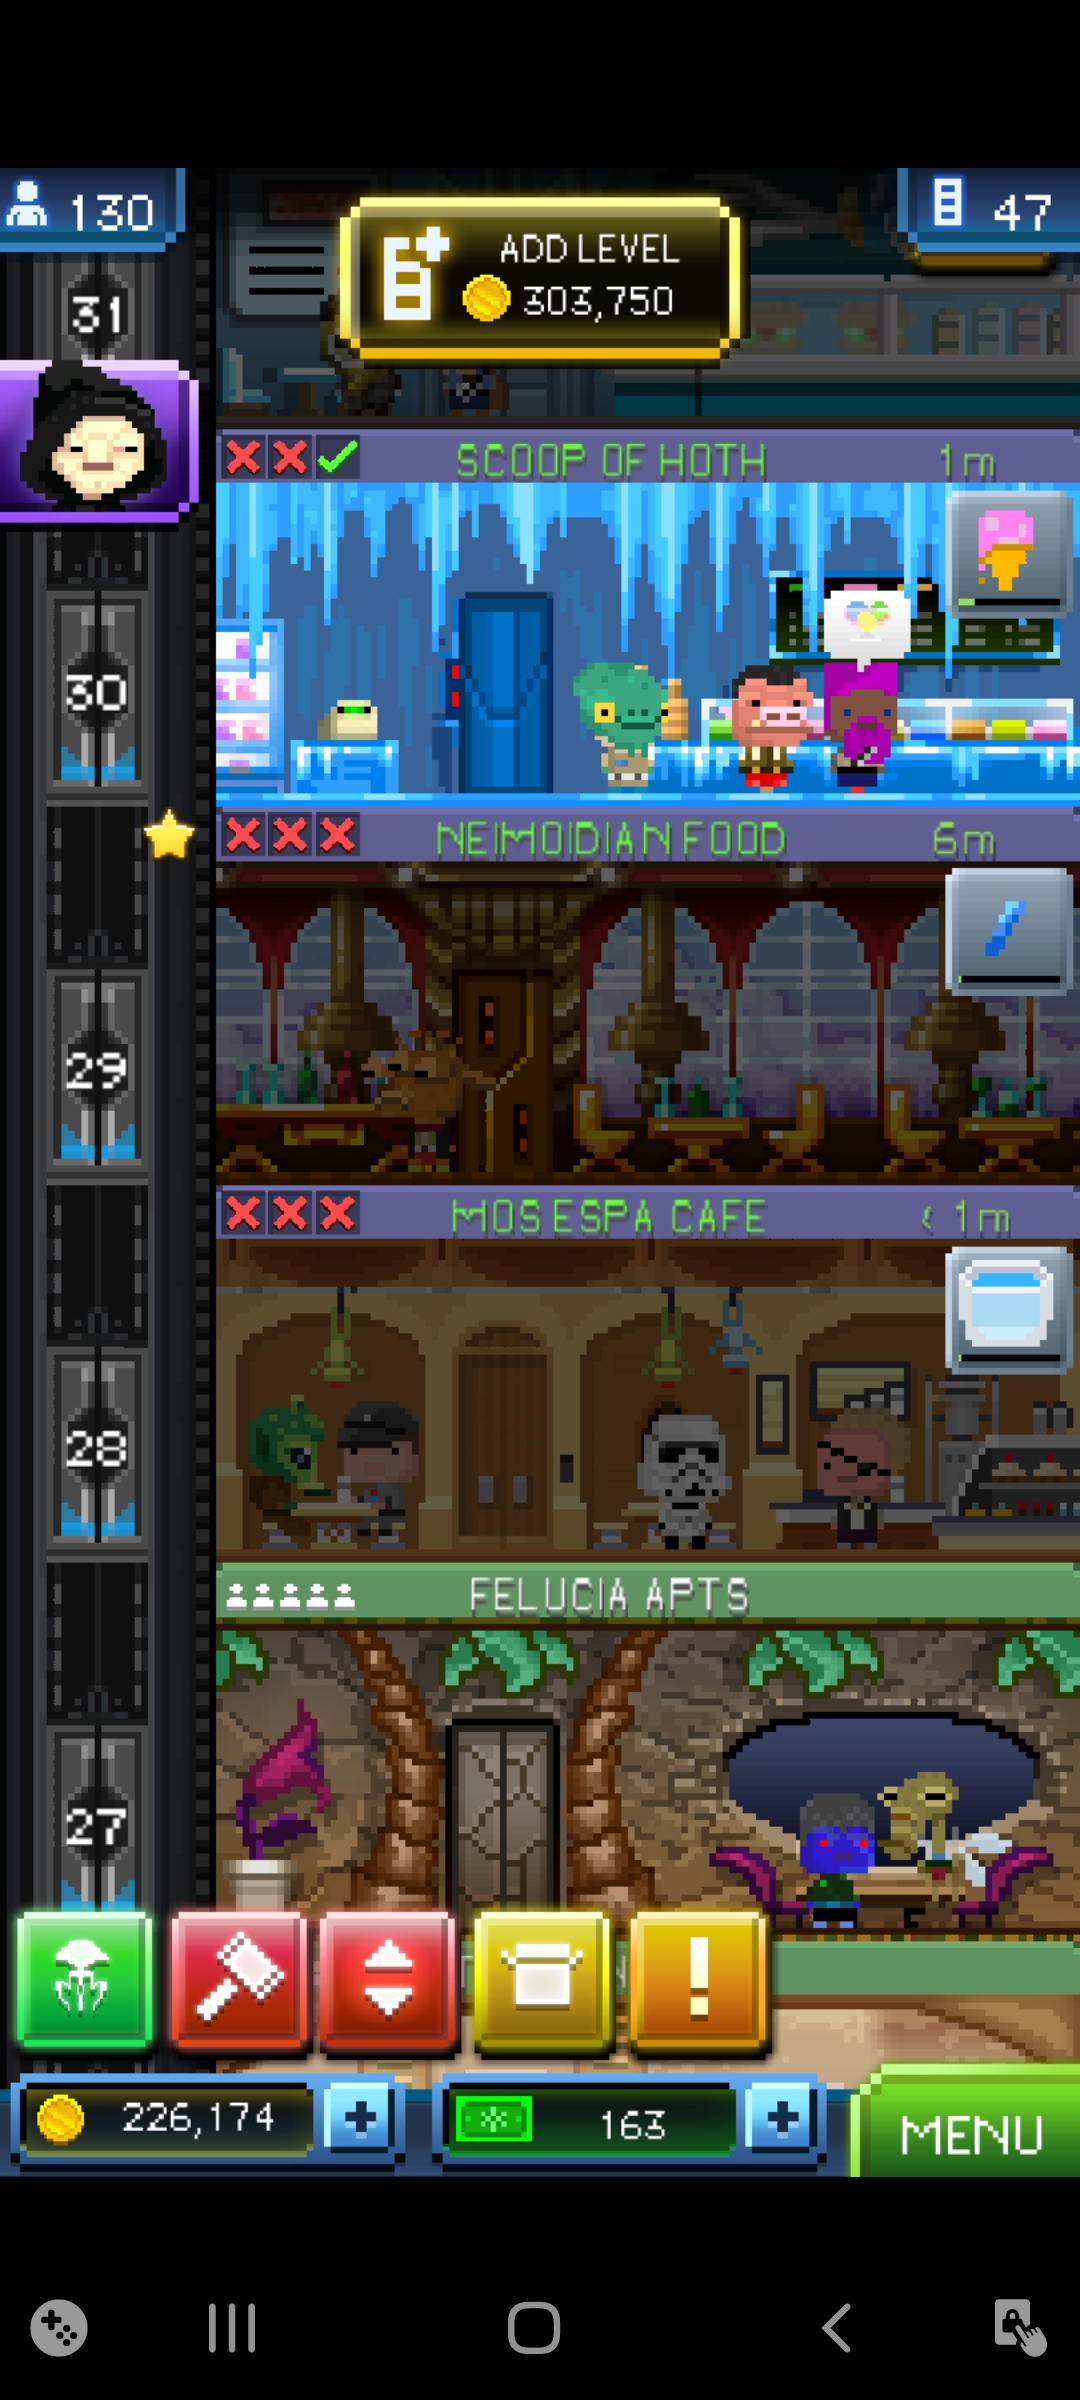 130
ADD LEVEL
303,750
47
31
SCOOP OF HOTH
1m
30
NEIMOIDIAN FOOD
6m
29
MOS ESPA CAFE
< 1m
28
FELUCIA APTS
27
226,174
163
MENU